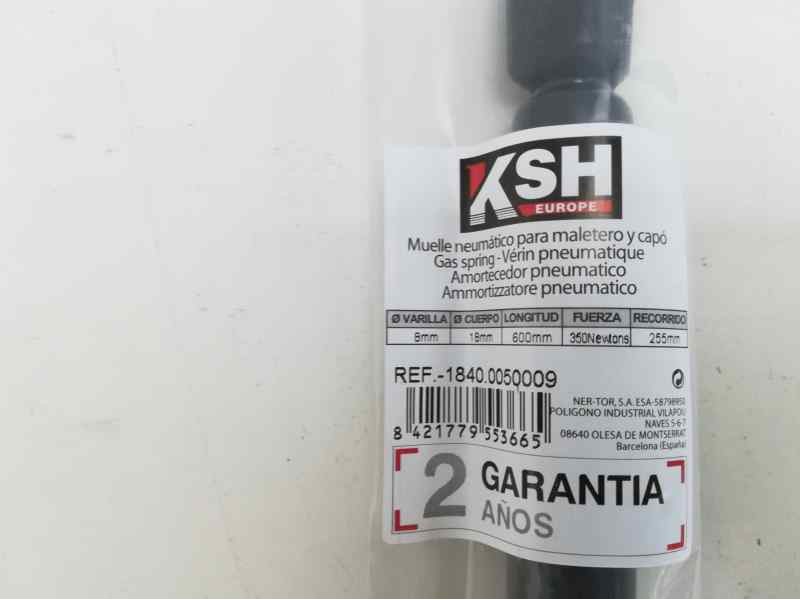 KSH
EUROPE
Muelle neumático para maletero y capó
Gas spring - Vérin pneumatique
Amortecedor pneumatico
Ammortizzatore pneumatico
Ø VARILLA Ø CUERPO LONGITUD FUERZA RECORRIDO
8mm 18mm 600mm 350Newtons 255mm
REF.-1840.0050009
NER-TOR, S.A. ESA-58798950
POLIGONO INDUSTRIAL VILAPOU
NAVES 5-6-7
08640 OLESA DE MONTSERRAT
Barcelona (España)
8 421779 553665
2 GARANTIA
AÑOS